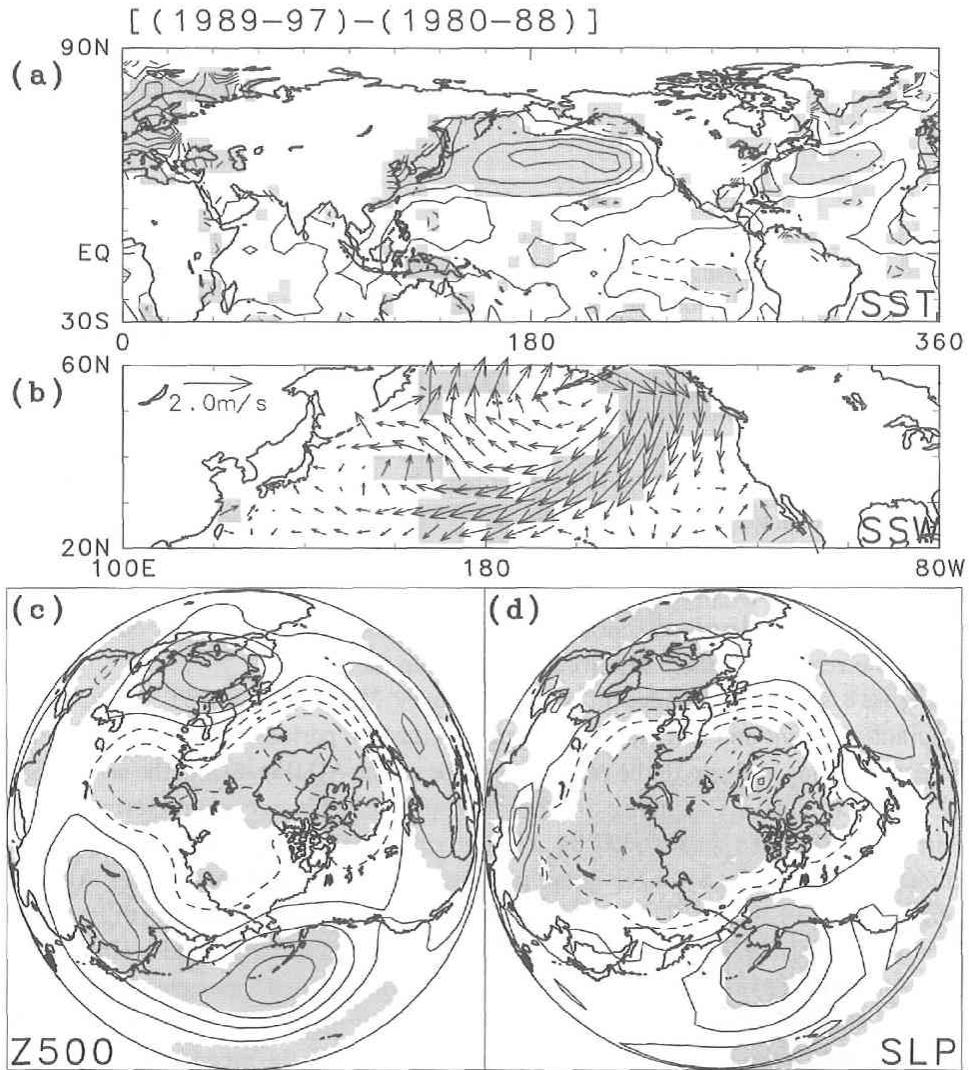 [(1989-97)-(1980-88)]
90N
(a)
EQ
30S
SST
0
180
360
60N
(b)
2.0m/s
20N
SSW
100E
180
80W
(c)
(d)
Z500
SLP